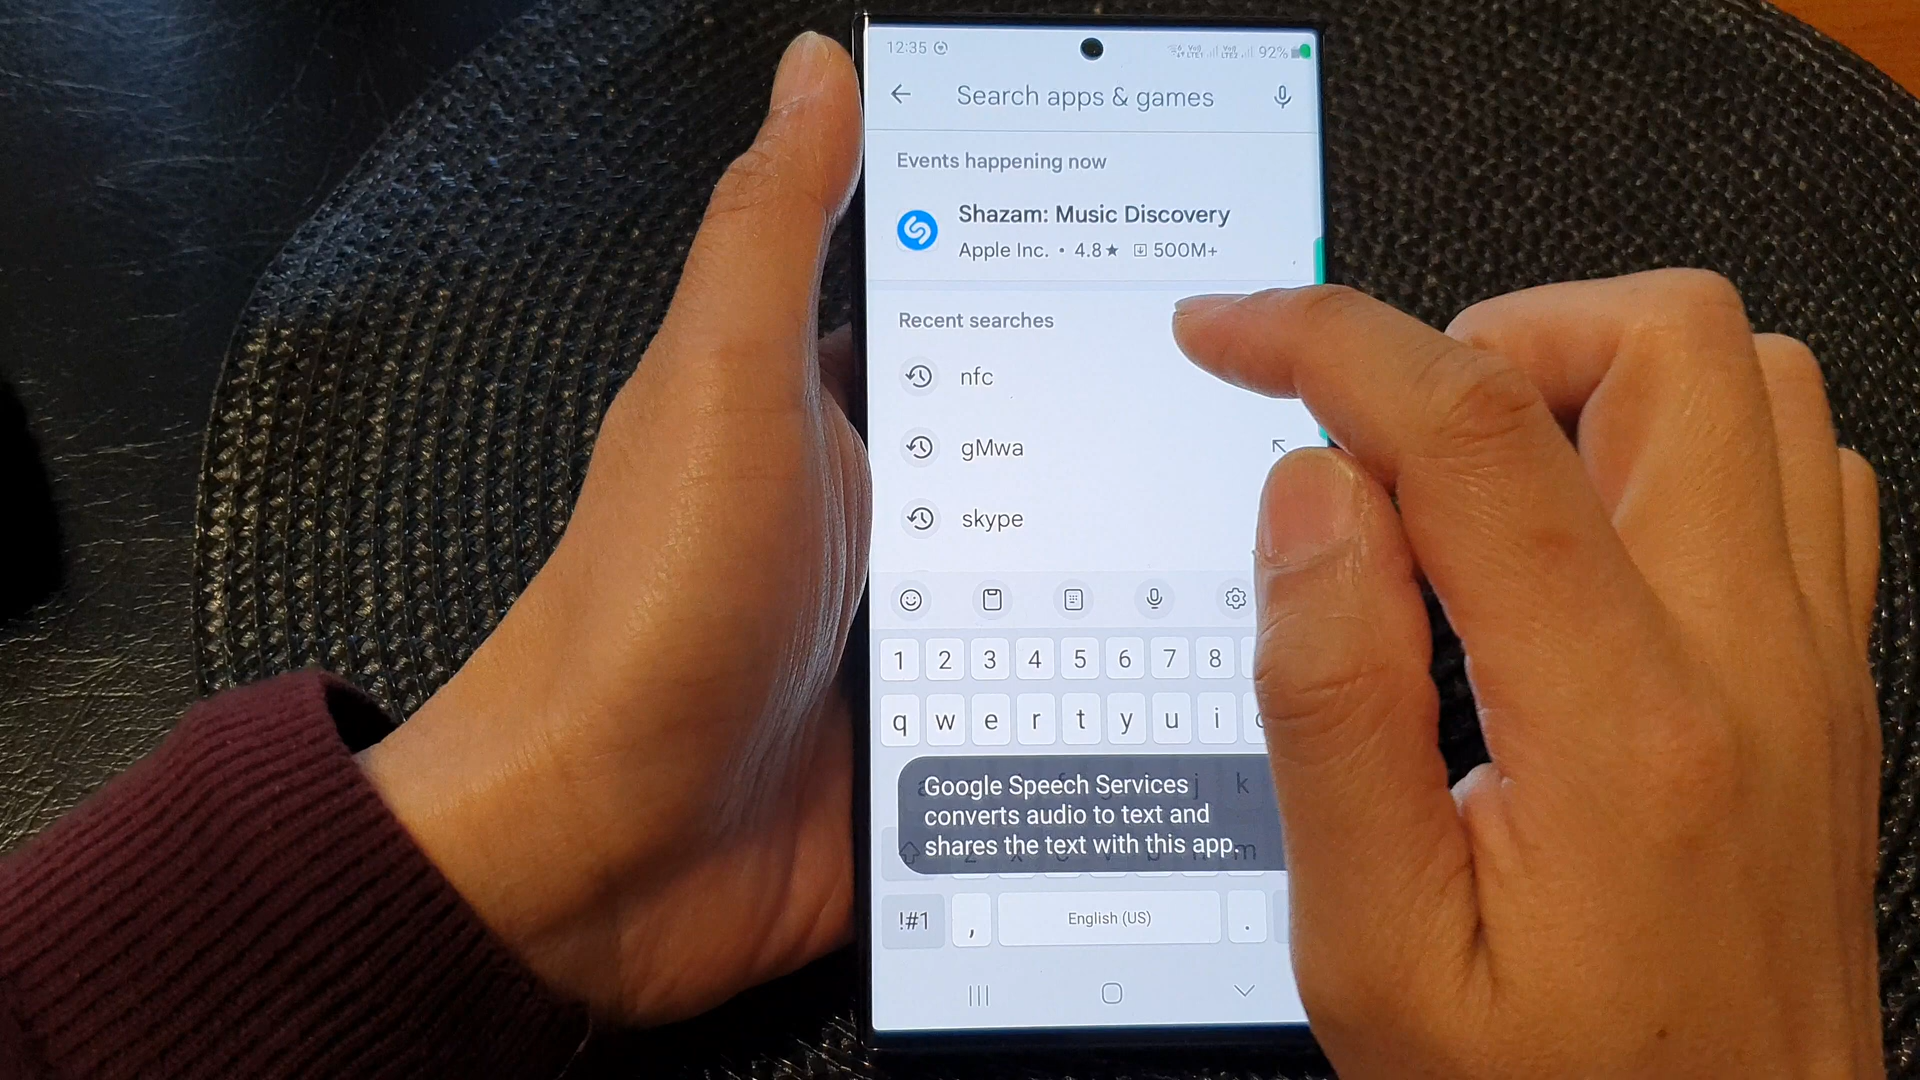 12:35 92%
Search apps & games
Events happening now
Shazam: Music Discovery
Apple Inc. • 4.8★ 500M+
Recent searches
nfc
gMwa
skype
1 2 3 4 5 6 7 8
q w e r t y u i
j k
Google Speech Services
converts audio to text and
shares the text with this app.
m
!#1 , English (US) .